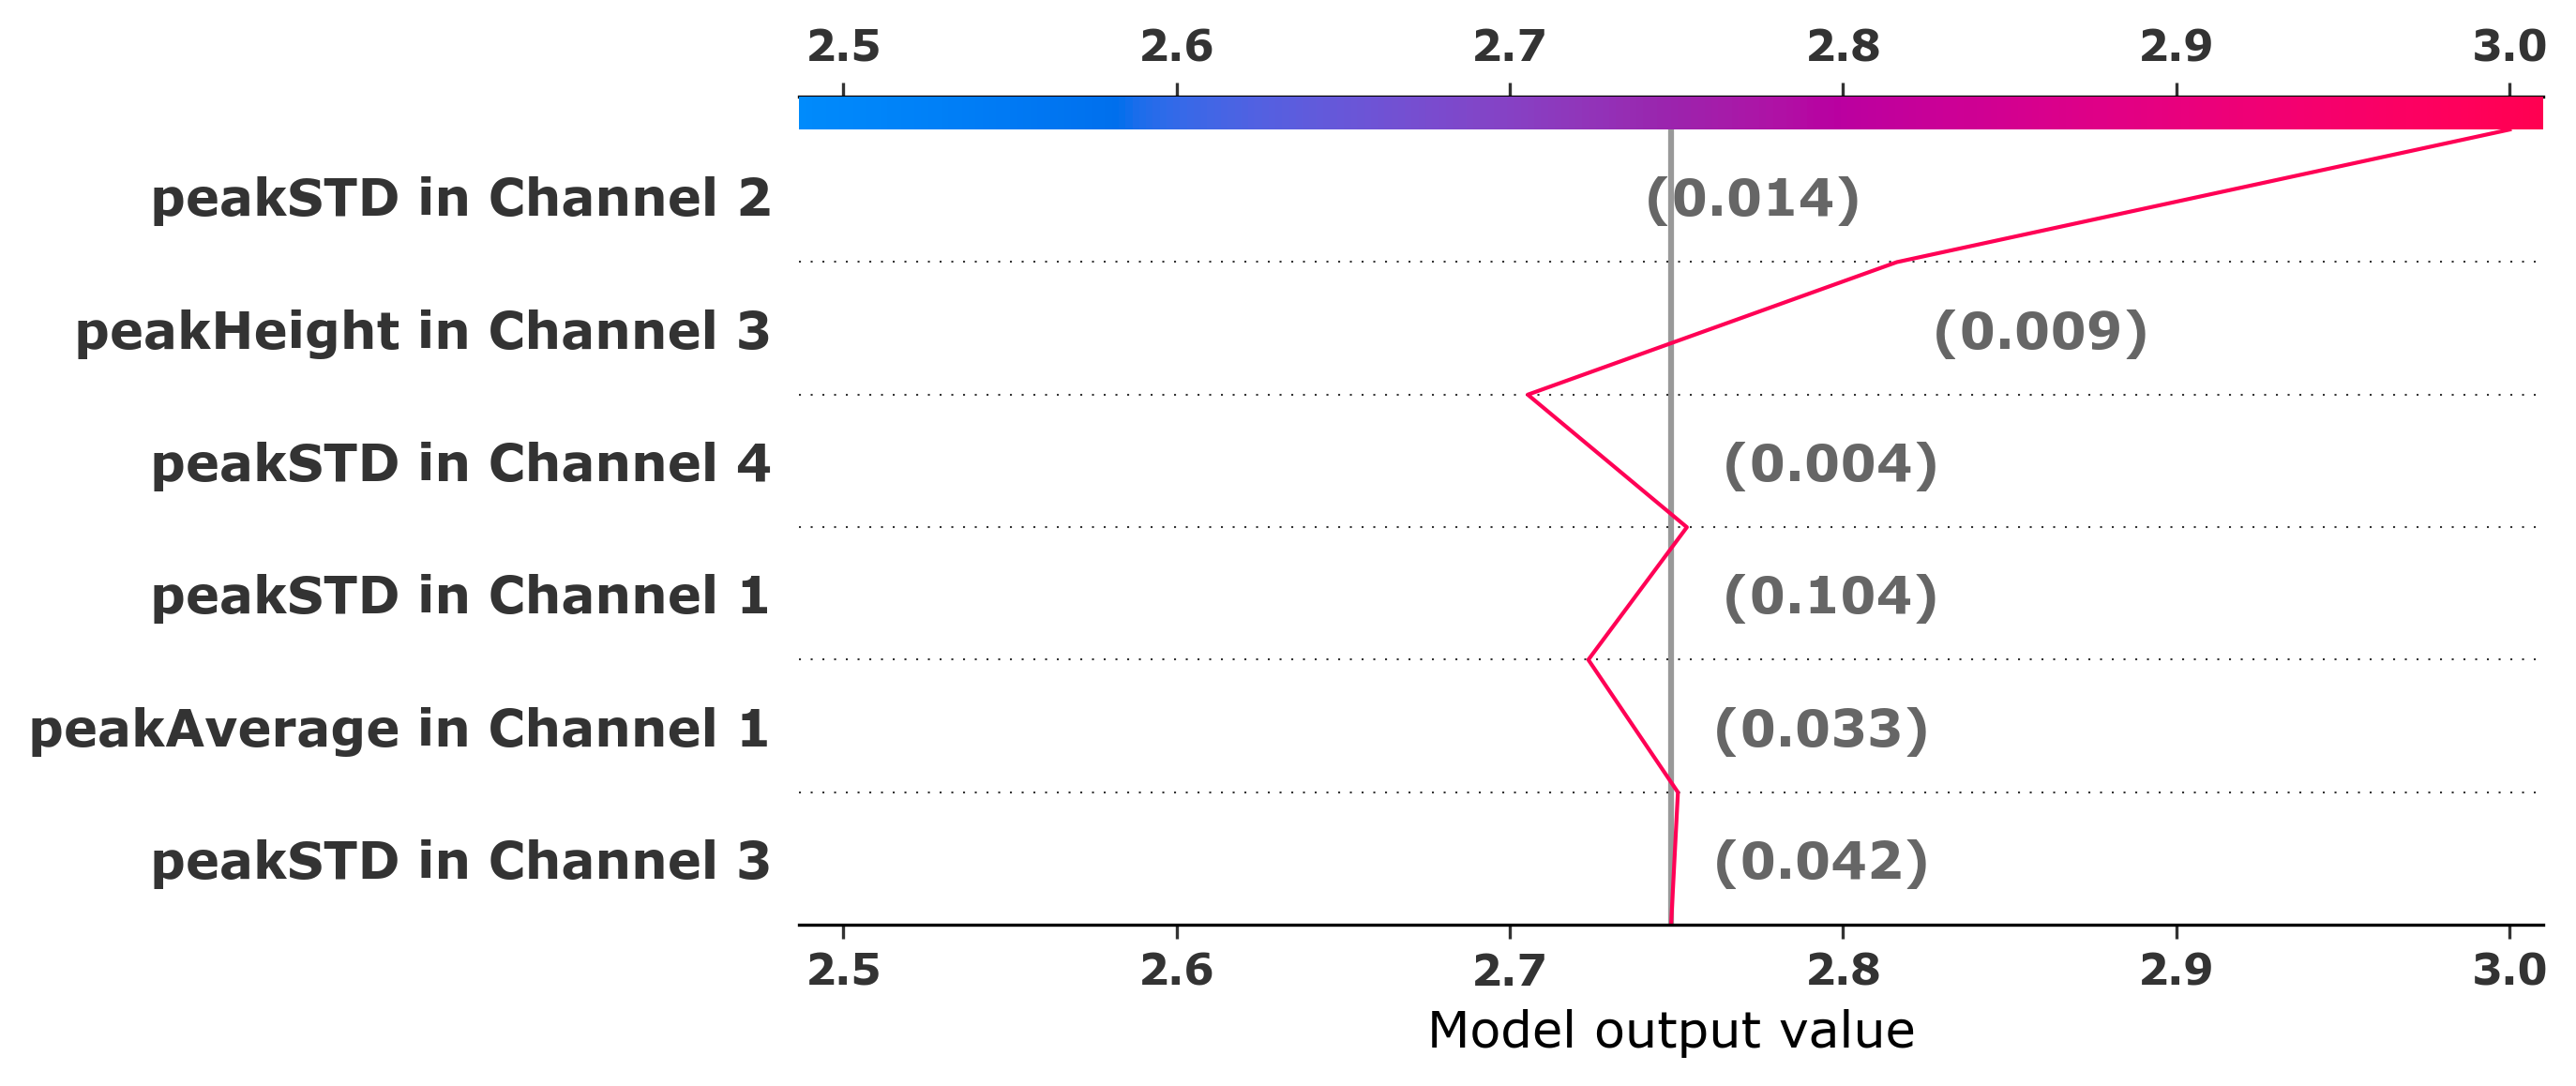 2.5 2.6 2.7 2.8 2.9 3.0
peakSTD in Channel 2 (0.014)
peakHeight in Channel 3 (0.009)
peakSTD in Channel 4 (0.004)
peakSTD in Channel 1 (0.104)
peakAverage in Channel 1 (0.033)
peakSTD in Channel 3 (0.042)
2.5 2.6 2.7 2.8 2.9 3.0
Model output value